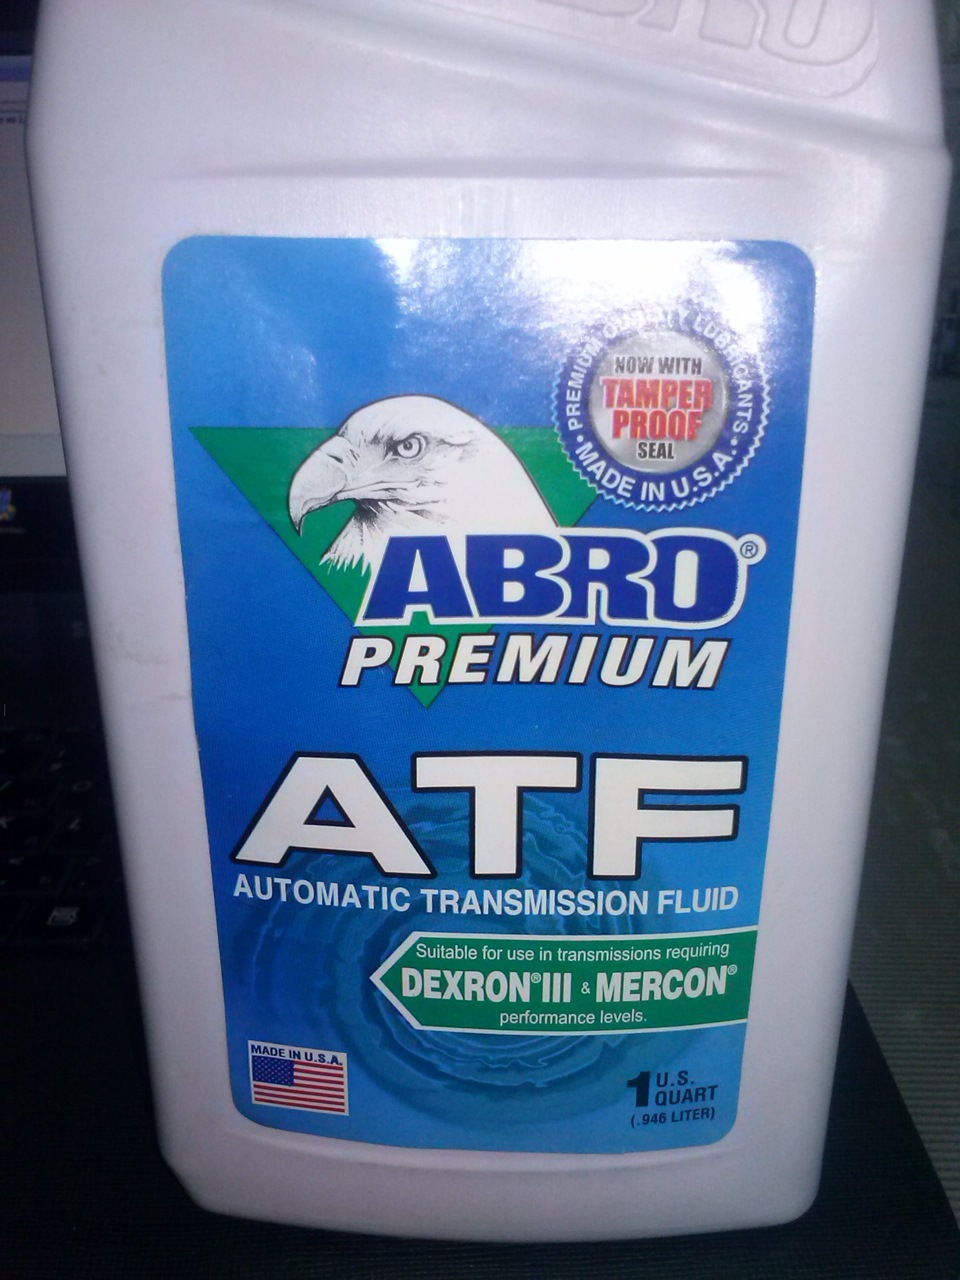 ABRO
PREMIUM QUALITY LUBRICANTS
NOW WITH
TAMPER
PROOF
SEAL
• MADE IN U.S.A. •
ABRO®
PREMIUM
ATF
AUTOMATIC TRANSMISSION FLUID
Suitable for use in transmissions requiring
DEXRON®III & MERCON®
performance levels.
MADE IN U.S.A.
1 U.S.
QUART
(.946 LITER)